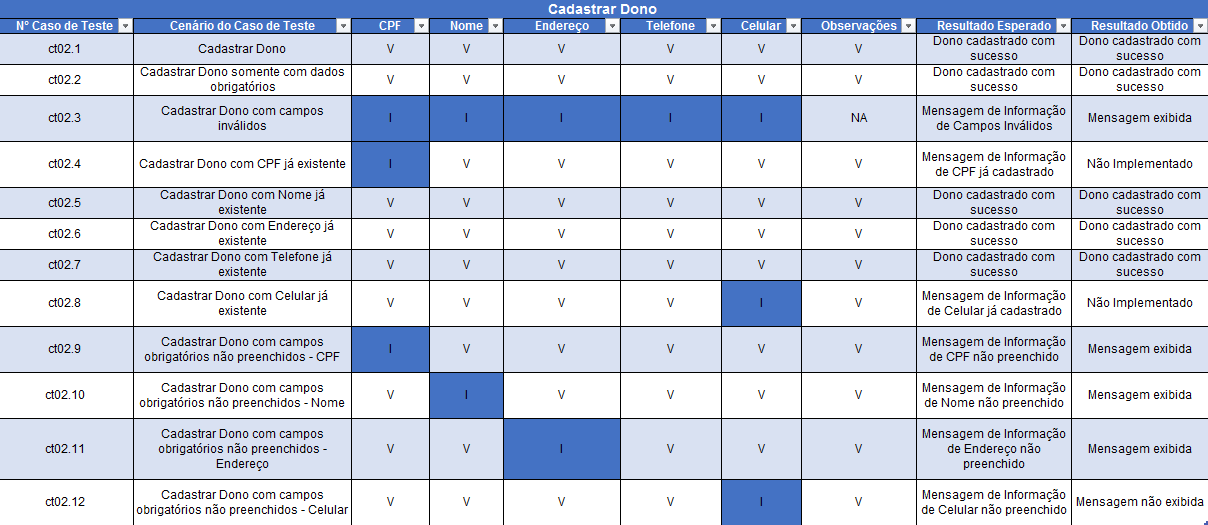 Cadastrar Dono
Nº Caso de Teste Cenário do Caso de Teste CPF Nome Endereço Telefone Celular Observações Resultado Esperado Resultado Obtido
ct02.1 Cadastrar Dono V V V V V V Dono cadastrado com sucesso Dono cadastrado com sucesso
ct02.2 Cadastrar Dono somente com dados obrigatórios V V V V V V Dono cadastrado com sucesso Dono cadastrado com sucesso
ct02.3 Cadastrar Dono com campos inválidos I I I I I NA Mensagem de Informação de Campos Inválidos Mensagem exibida
ct02.4 Cadastrar Dono com CPF já existente I V V V V V Mensagem de Informação de CPF já cadastrado Não Implementado
ct02.5 Cadastrar Dono com Nome já existente V V V V V V Dono cadastrado com sucesso Dono cadastrado com sucesso
ct02.6 Cadastrar Dono com Endereço já existente V V V V V V Dono cadastrado com sucesso Dono cadastrado com sucesso
ct02.7 Cadastrar Dono com Telefone já existente V V V V V V Dono cadastrado com sucesso Dono cadastrado com sucesso
ct02.8 Cadastrar Dono com Celular já existente V V V V I V Mensagem de Informação de Celular já cadastrado Não Implementado
ct02.9 Cadastrar Dono com campos obrigatórios não preenchidos - CPF I V V V V V Mensagem de Informação de CPF não preenchido Mensagem exibida
ct02.10 Cadastrar Dono com campos obrigatórios não preenchidos - Nome V I V V V V Mensagem de Informação de Nome não preenchido Mensagem exibida
ct02.11 Cadastrar Dono com campos obrigatórios não preenchidos - Endereço V V I V V V Mensagem de Informação de Endereço não preenchido Mensagem exibida
ct02.12 Cadastrar Dono com campos obrigatórios não preenchidos - Celular V V V V I V Mensagem de Informação de Celular não preenchido Mensagem não exibida